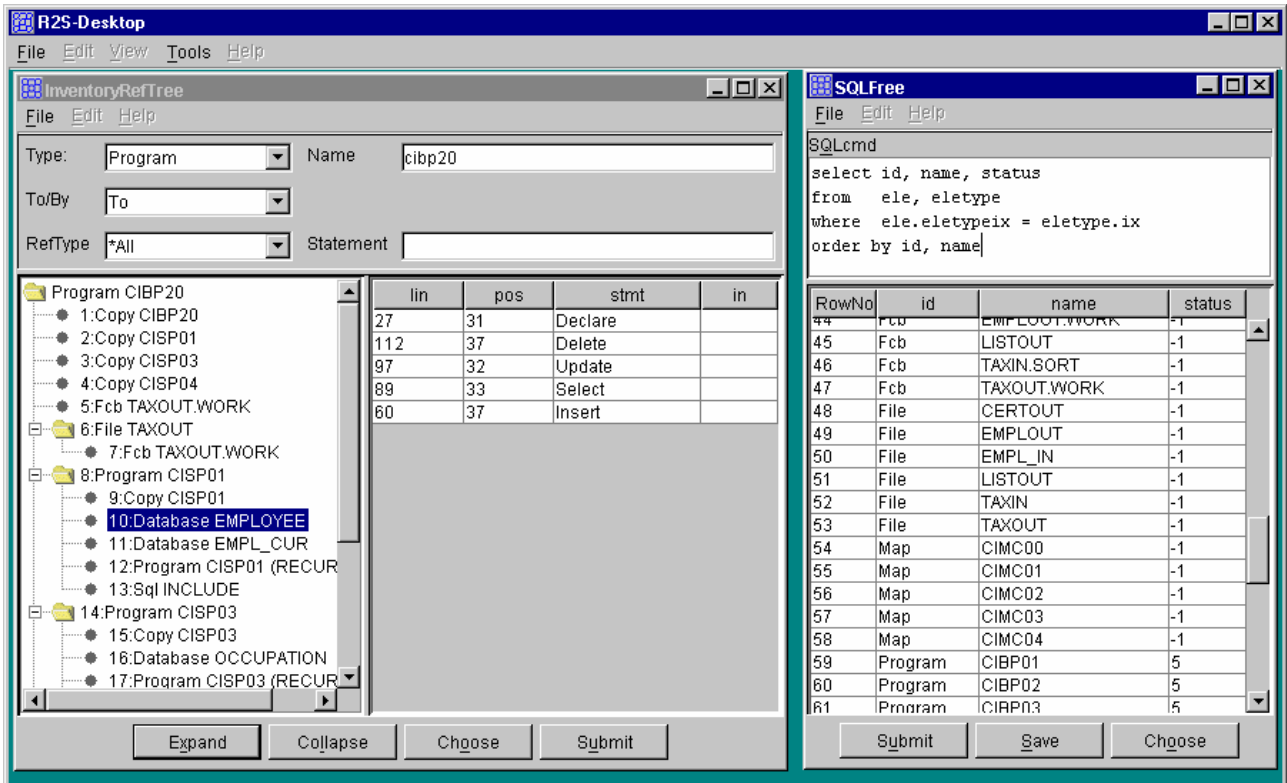 R2S-Desktop
File Edit View Tools Help
InventoryRefTree
File Edit Help
Type: Program Name cibp20
To/By To
RefType *All Statement
Program CIBP20
1:Copy CIBP20
2:Copy CISP01
3:Copy CISP03
4:Copy CISP04
5:Fcb TAXOUT.WORK
6:File TAXOUT
7:Fcb TAXOUT.WORK
8:Program CISP01
9:Copy CISP01
10:Database EMPLOYEE
11:Database EMPL_CUR
12:Program CISP01 (RECUR
13:Sql INCLUDE
14:Program CISP03
15:Copy CISP03
16:Database OCCUPATION
17:Program CISP03 (RECUR
lin pos stmt in
27 31 Declare
112 37 Delete
97 32 Update
89 33 Select
60 37 Insert
Expand Collapse Choose Submit
SQLFree
File Edit Help
SQLcmd
select id, name, status
from ele, eletype
where ele.eletypeix = eletype.ix
order by id, name
RowNo id name status
44 Fcb EMPLOUT.WORK -1
45 Fcb LISTOUT -1
46 Fcb TAXIN.SORT -1
47 Fcb TAXOUT.WORK -1
48 File CERTOUT -1
49 File EMPLOUT -1
50 File EMPL_IN -1
51 File LISTOUT -1
52 File TAXIN -1
53 File TAXOUT -1
54 Map CIMC00 -1
55 Map CIMC01 -1
56 Map CIMC02 -1
57 Map CIMC03 -1
58 Map CIMC04 -1
59 Program CIBP01 5
60 Program CIBP02 5
61 Program CIBP03 5
Submit Save Choose